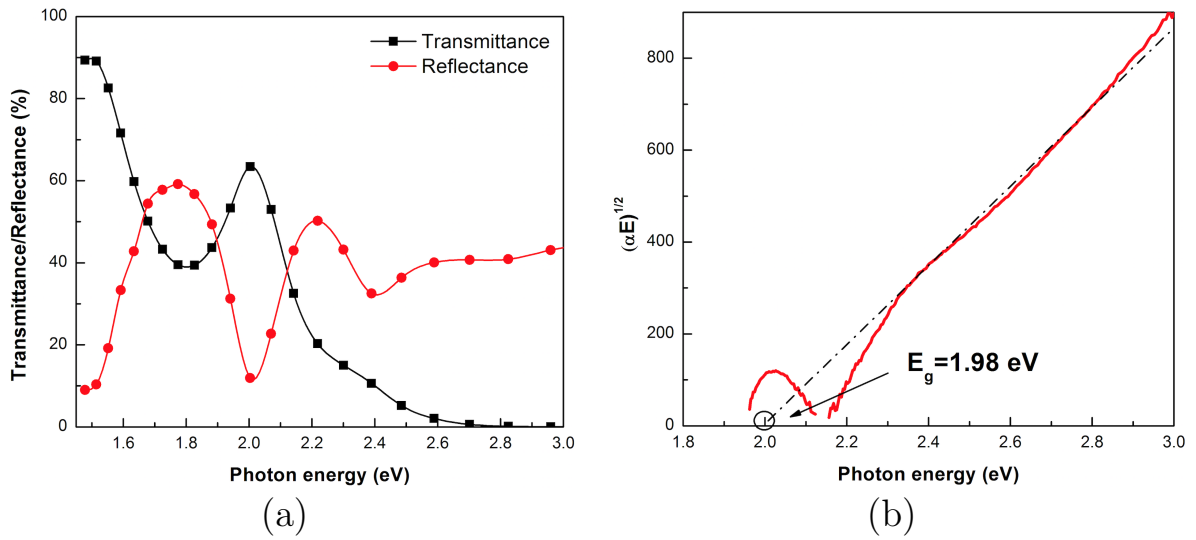 100
80
60
40
20
0
Transmittance/Reflectance (%)
Transmittance
Reflectance
1.6 1.8 2.0 2.2 2.4 2.6 2.8 3.0
Photon energy (eV)
(a)
800
600
400
200
0
(αE)^1/2
E_g=1.98 eV
1.8 2.0 2.2 2.4 2.6 2.8 3.0
Photon energy (eV)
(b)